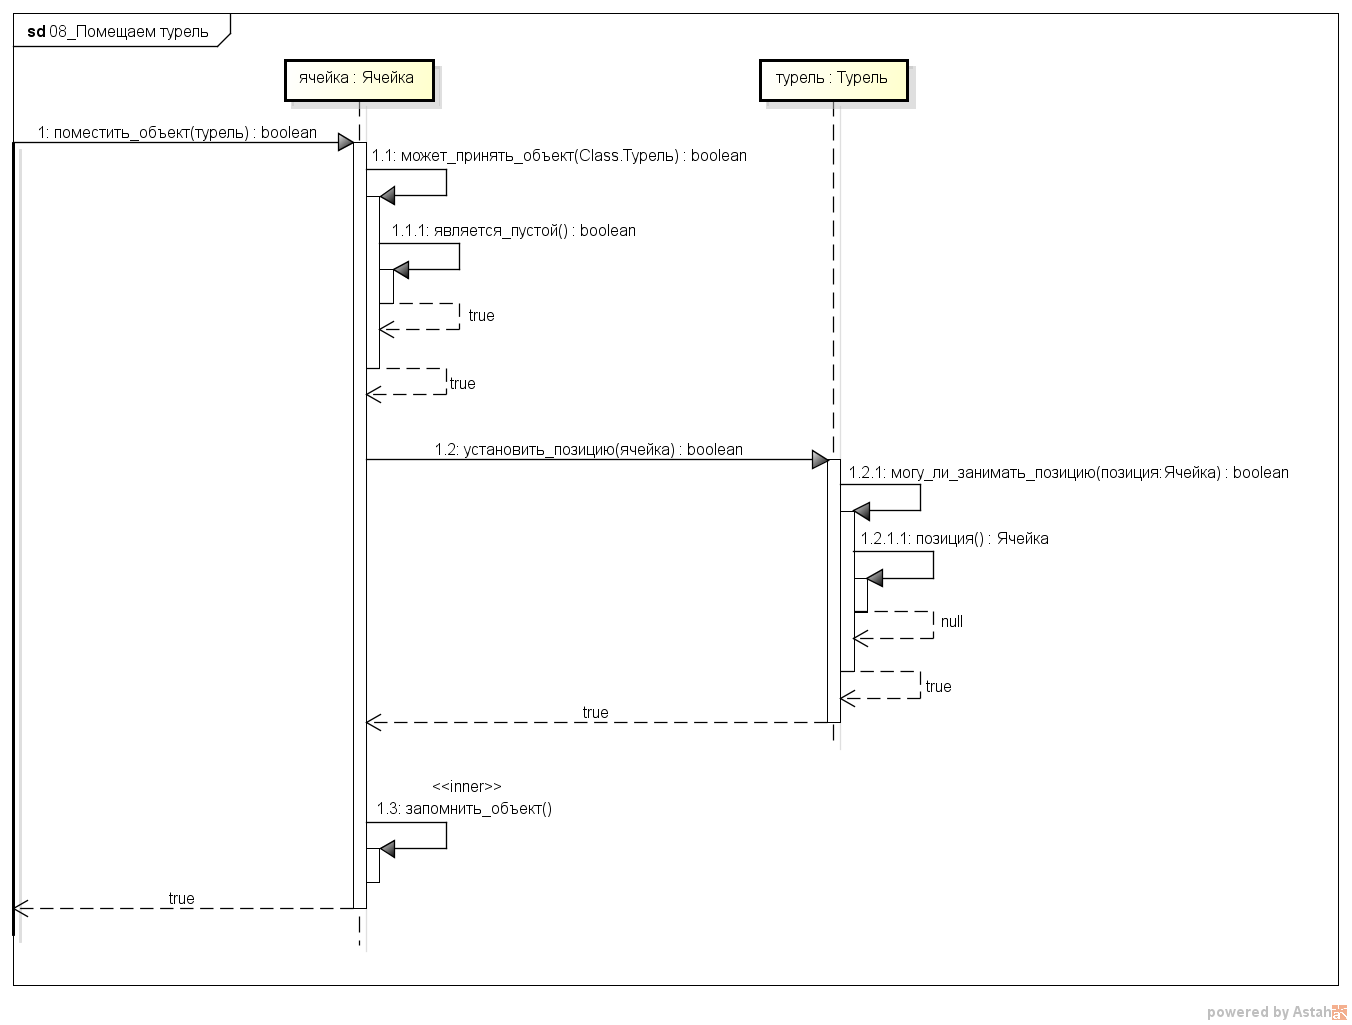 sd 08_Помещаем турель
ячейка : Ячейка
турель : Турель
1: поместить_объект(турель) : boolean
1.1: может_принять_объект(Class.Турель) : boolean
1.1.1: является_пустой() : boolean
true
true
1.2: установить_позицию(ячейка) : boolean
1.2.1: могу_ли_занимать_позицию(позиция:Ячейка) : boolean
1.2.1.1: позиция() : Ячейка
null
true
true
<<inner>>
1.3: запомнить_объект()
true
powered by Astah